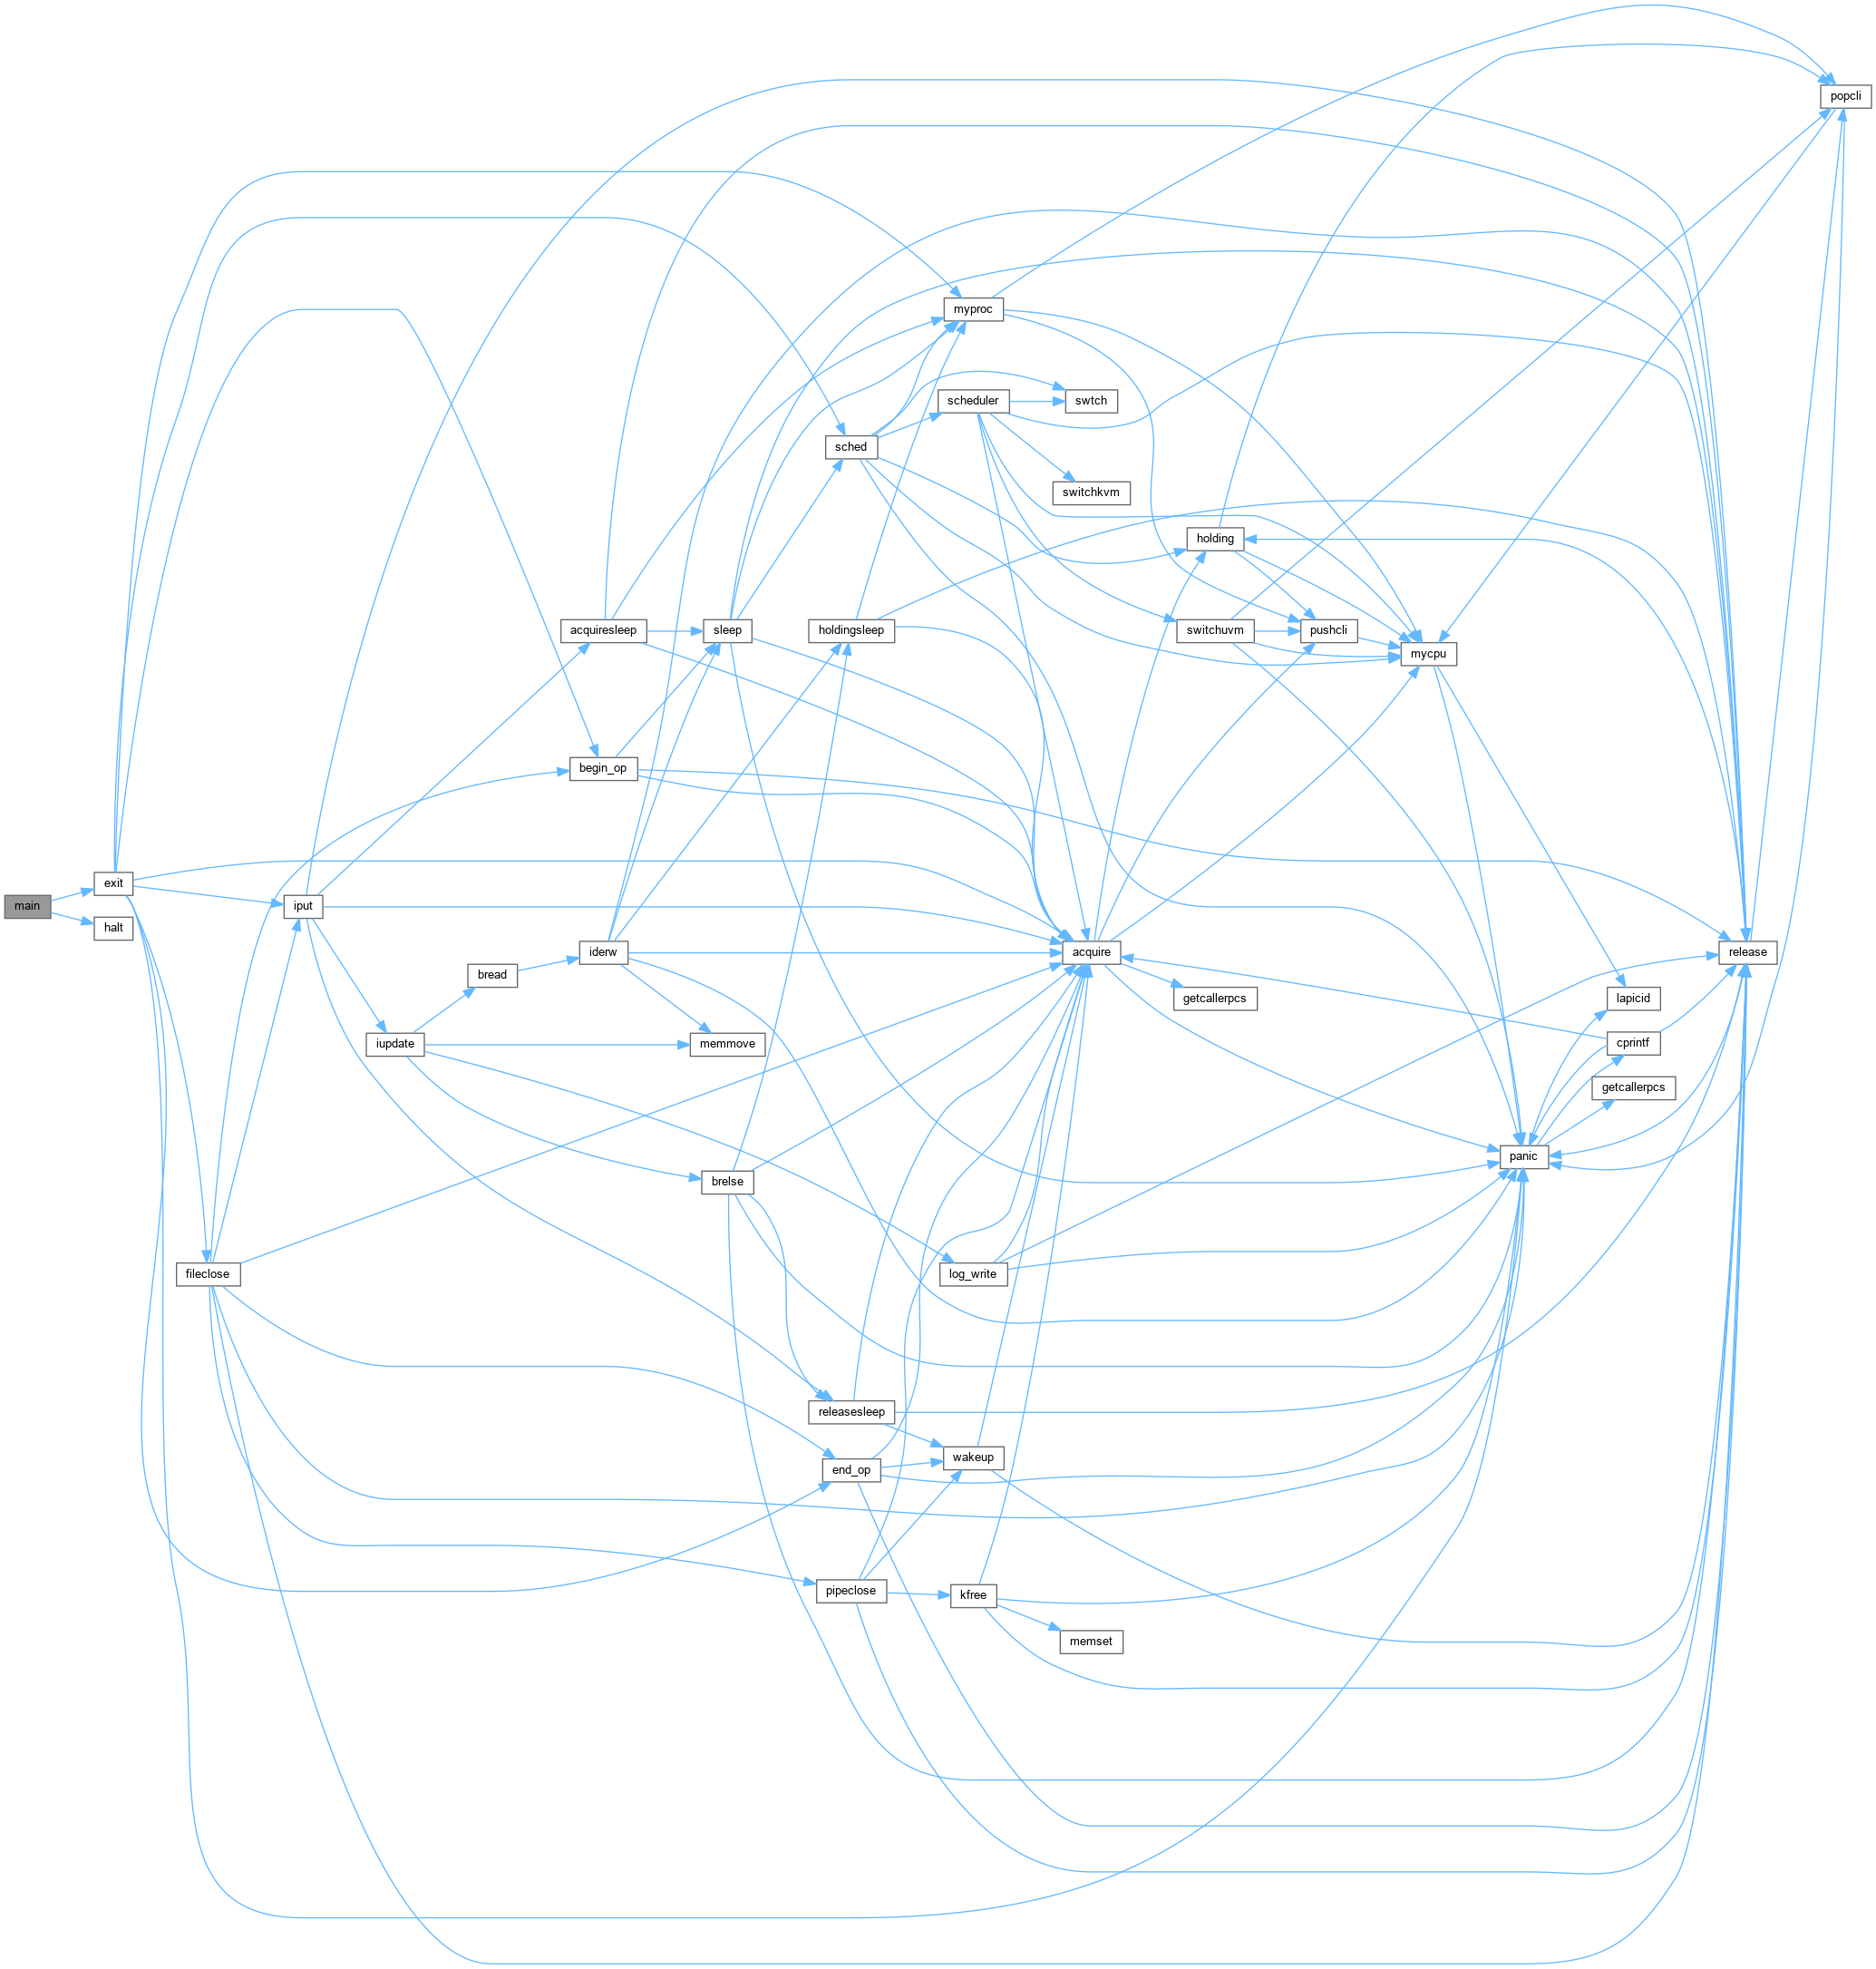 popcli
myproc
scheduler
swtch
sched
switchkvm
holding
acquiresleep
sleep
holdingsleep
switchuvm
pushcli
mycpu
begin_op
exit
main
iput
halt
iderw
acquire
release
bread
getcallerpcs
lapicid
iupdate
memmove
cprintf
getcallerpcs
panic
brelse
fileclose
log_write
releasesleep
wakeup
end_op
pipeclose
kfree
memset